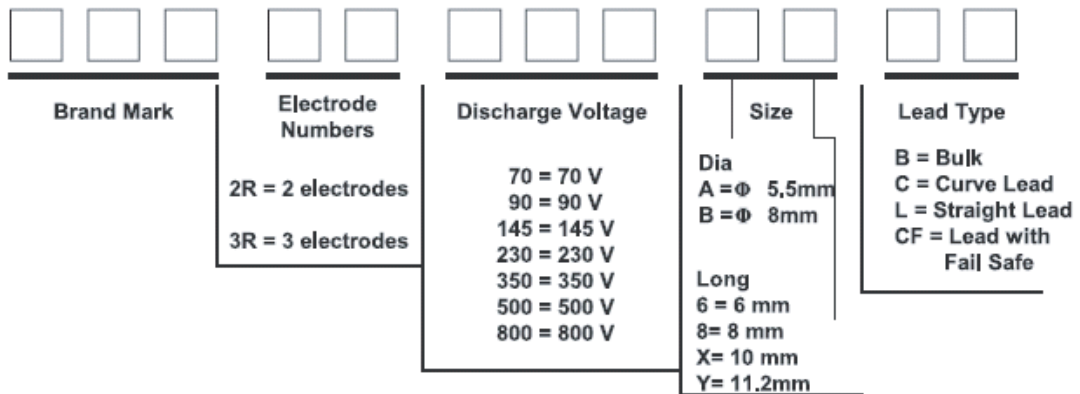 Brand Mark
Electrode
Numbers
2R = 2 electrodes
3R = 3 electrodes
Discharge Voltage
70 = 70 V
90 = 90 V
145 = 145 V
230 = 230 V
350 = 350 V
500 = 500 V
800 = 800 V
Size
Dia
A =Φ 5.5mm
B =Φ 8mm
Long
6 = 6 mm
8= 8 mm
X= 10 mm
Y= 11.2mm
Lead Type
B = Bulk
C = Curve Lead
L = Straight Lead
CF = Lead with
Fail Safe